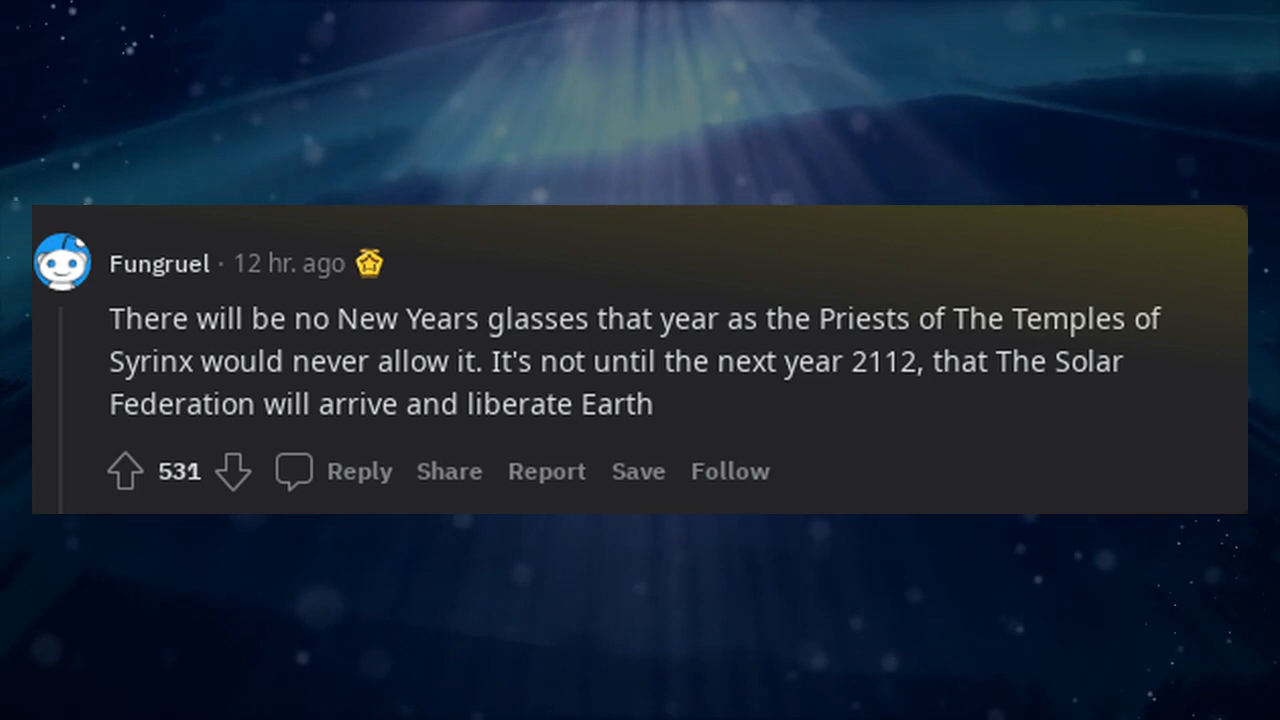 Fungruel · 12 hr. ago
There will be no New Years glasses that year as the Priests of The Temples of
Syrinx would never allow it. It's not until the next year 2112, that The Solar
Federation will arrive and liberate Earth
531 Reply Share Report Save Follow